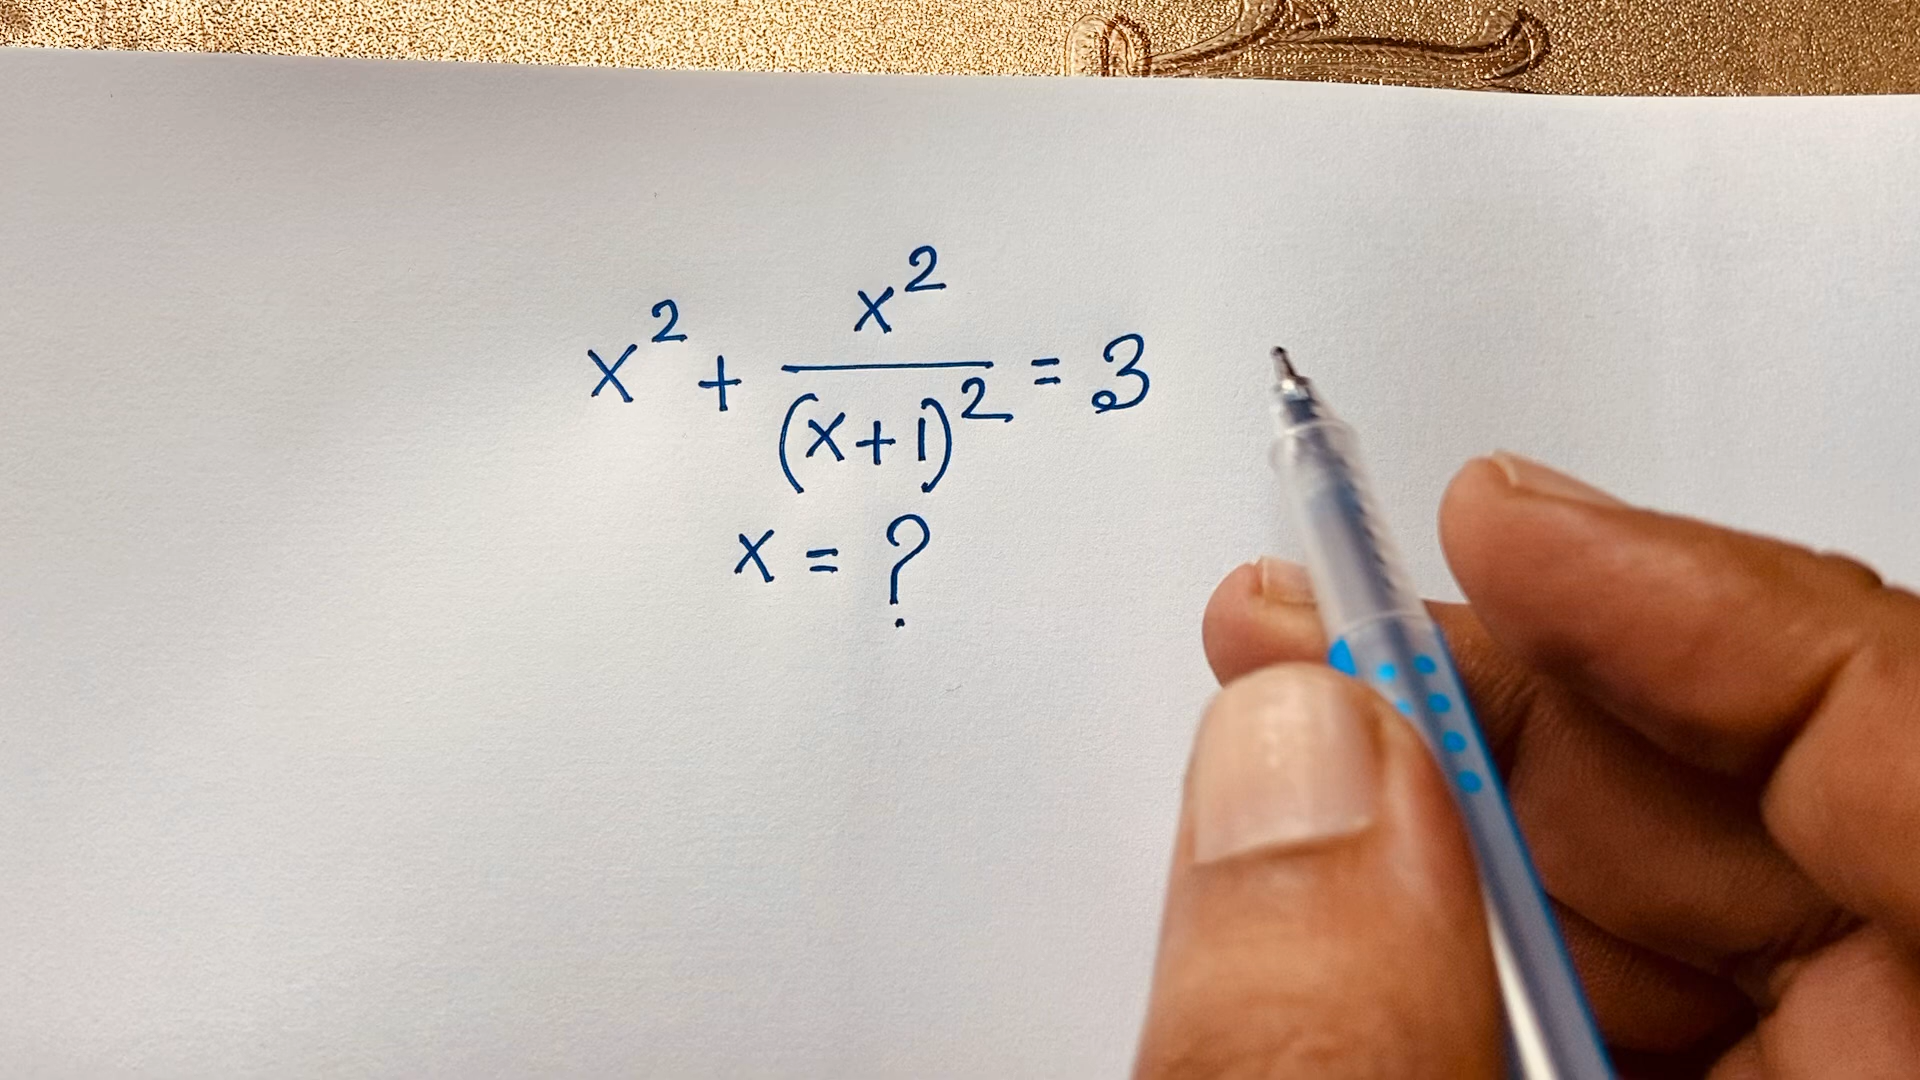 x² + x²/(x+1)² = 3
x = ?